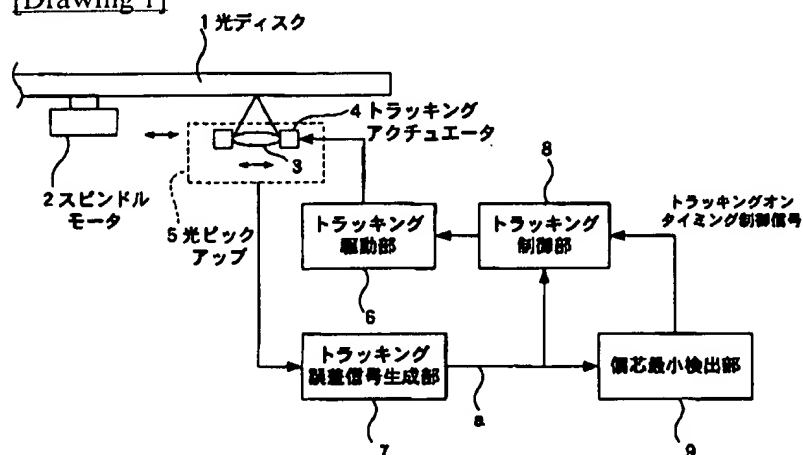 [Drawing 1]
1 光ディスク
4 トラッキング
アクチュエータ
3
2 スピンドル
モータ
5 光ピック
アップ
8
トラッキングオン
タイミング制御信号
トラッキング
駆動部
トラッキング
制御部
6
トラッキング
誤差信号生成部
偏芯最小検出部
a
7
9